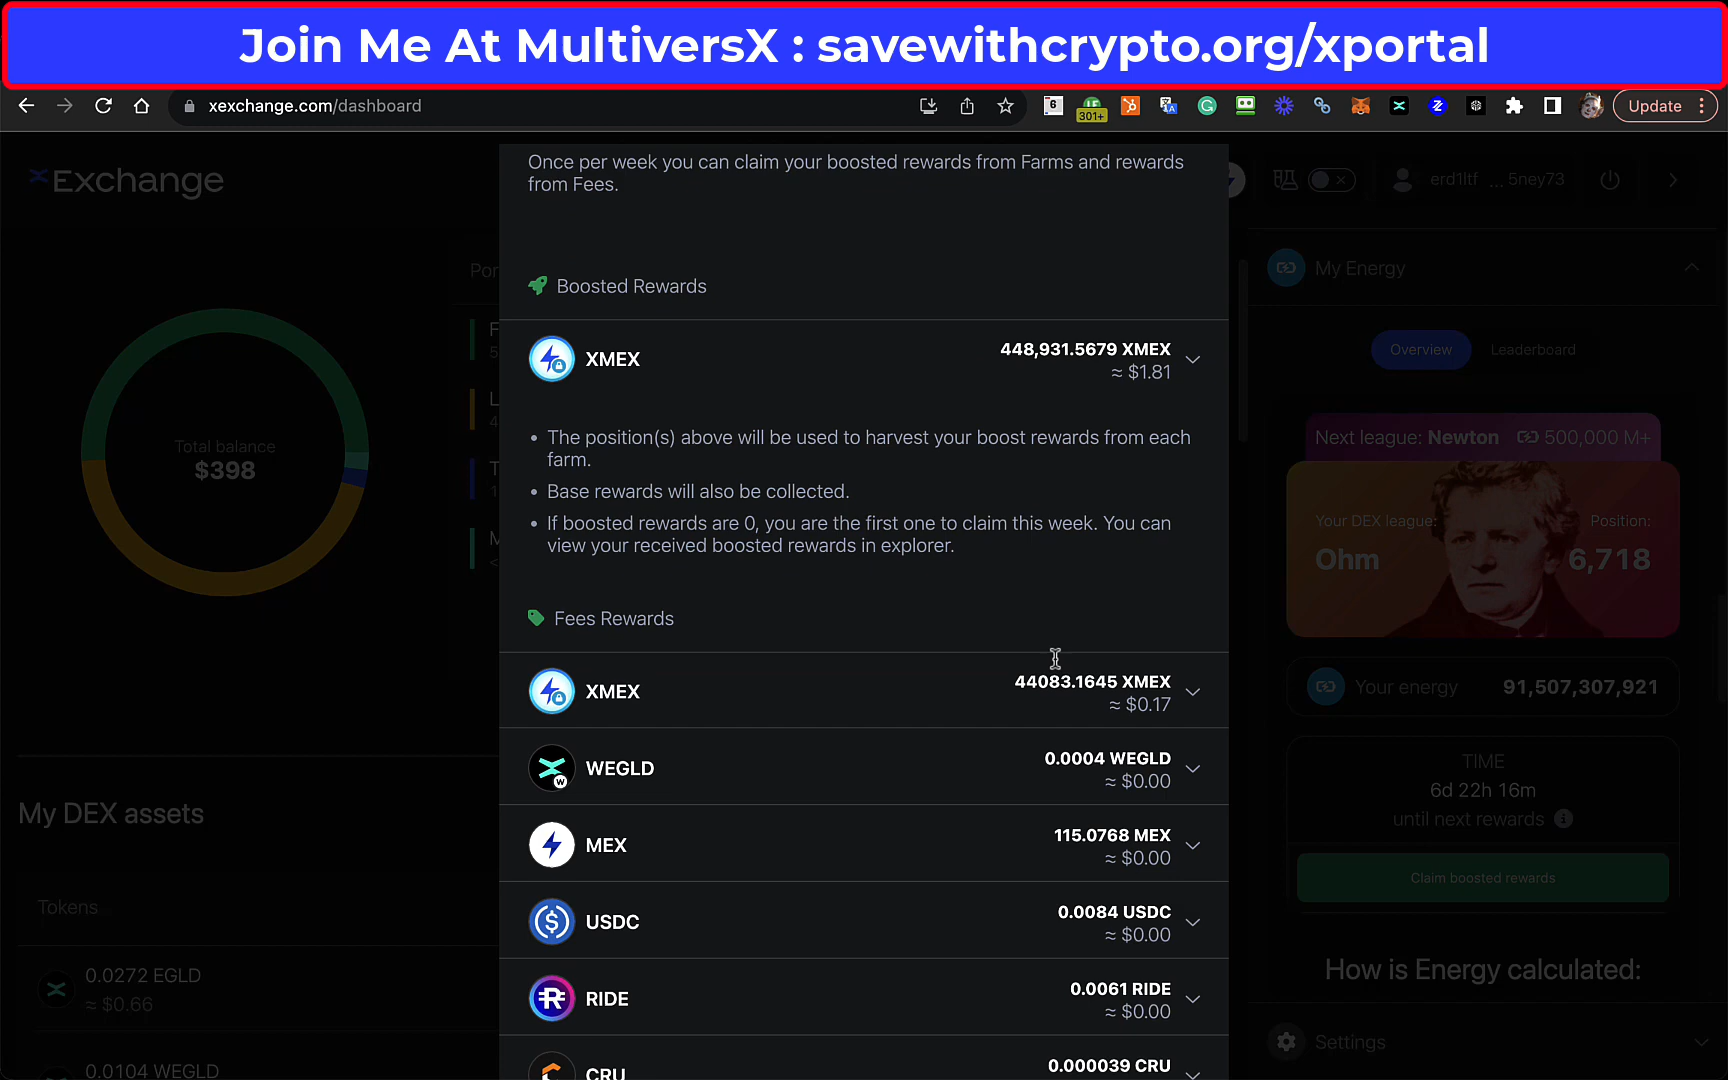 Join Me At MultiversX : savewithcrypto.org/xportal
xexchange.com/dashboard
6
301+
Update
Exchange
Once per week you can claim your boosted rewards from Farms and rewards
from Fees.
erd1ltf ... 5ney73
Por
Total balance
$398
Boosted Rewards
XMEX
448,931.5679 XMEX
≈ $1.81
• The position(s) above will be used to harvest your boost rewards from each
farm.
• Base rewards will also be collected.
• If boosted rewards are 0, you are the first one to claim this week. You can
view your received boosted rewards in explorer.
Fees Rewards
XMEX
44083.1645 XMEX
≈ $0.17
WEGLD
0.0004 WEGLD
≈ $0.00
MEX
115.0768 MEX
≈ $0.00
USDC
0.0084 USDC
≈ $0.00
RIDE
0.0061 RIDE
≈ $0.00
CRU
0.000039 CRU
My DEX assets
Tokens
0.0272 EGLD
≈ $0.66
0.0104 WEGLD
My Energy
Overview
Leaderboard
Next league: Newton
500,000 M+
Your DEX league:
Ohm
Position:
6,718
Your energy
91,507,307,921
TIME
6d 22h 16m
until next rewards
Claim boosted rewards
How is Energy calculated:
Settings